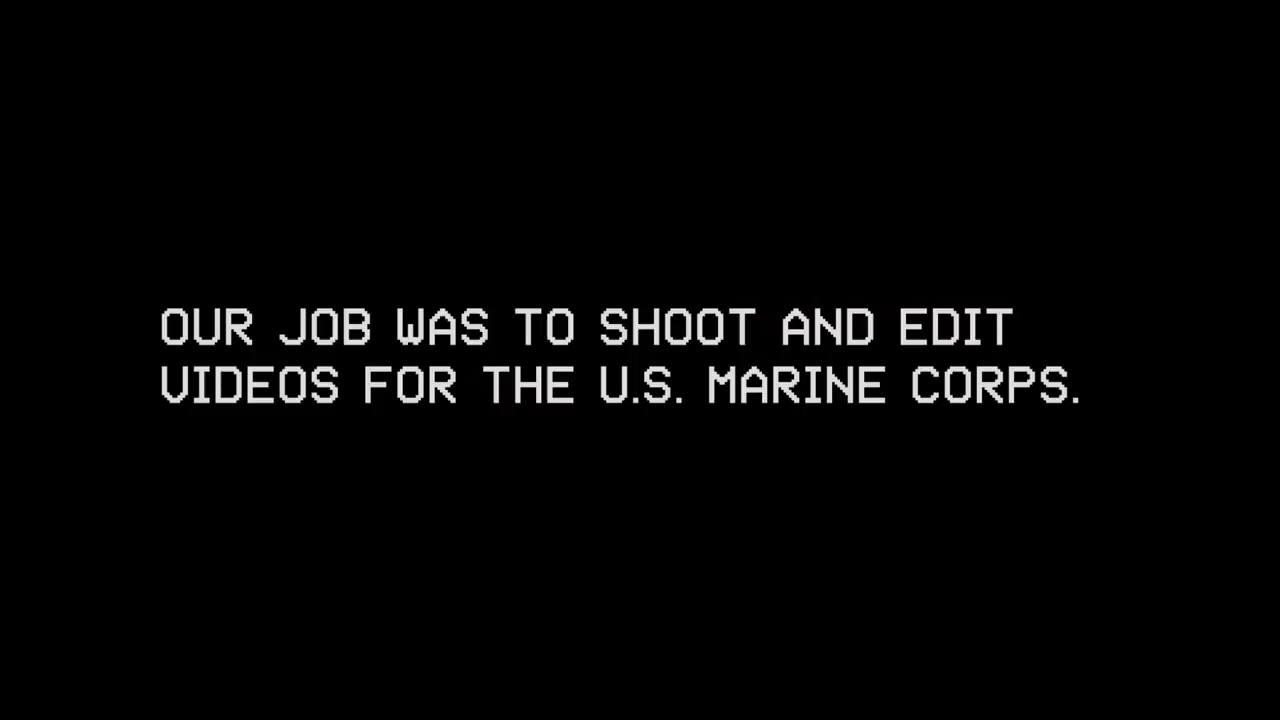 OUR JOB WAS TO SHOOT AND EDIT
VIDEOS FOR THE U.S. MARINE CORPS.